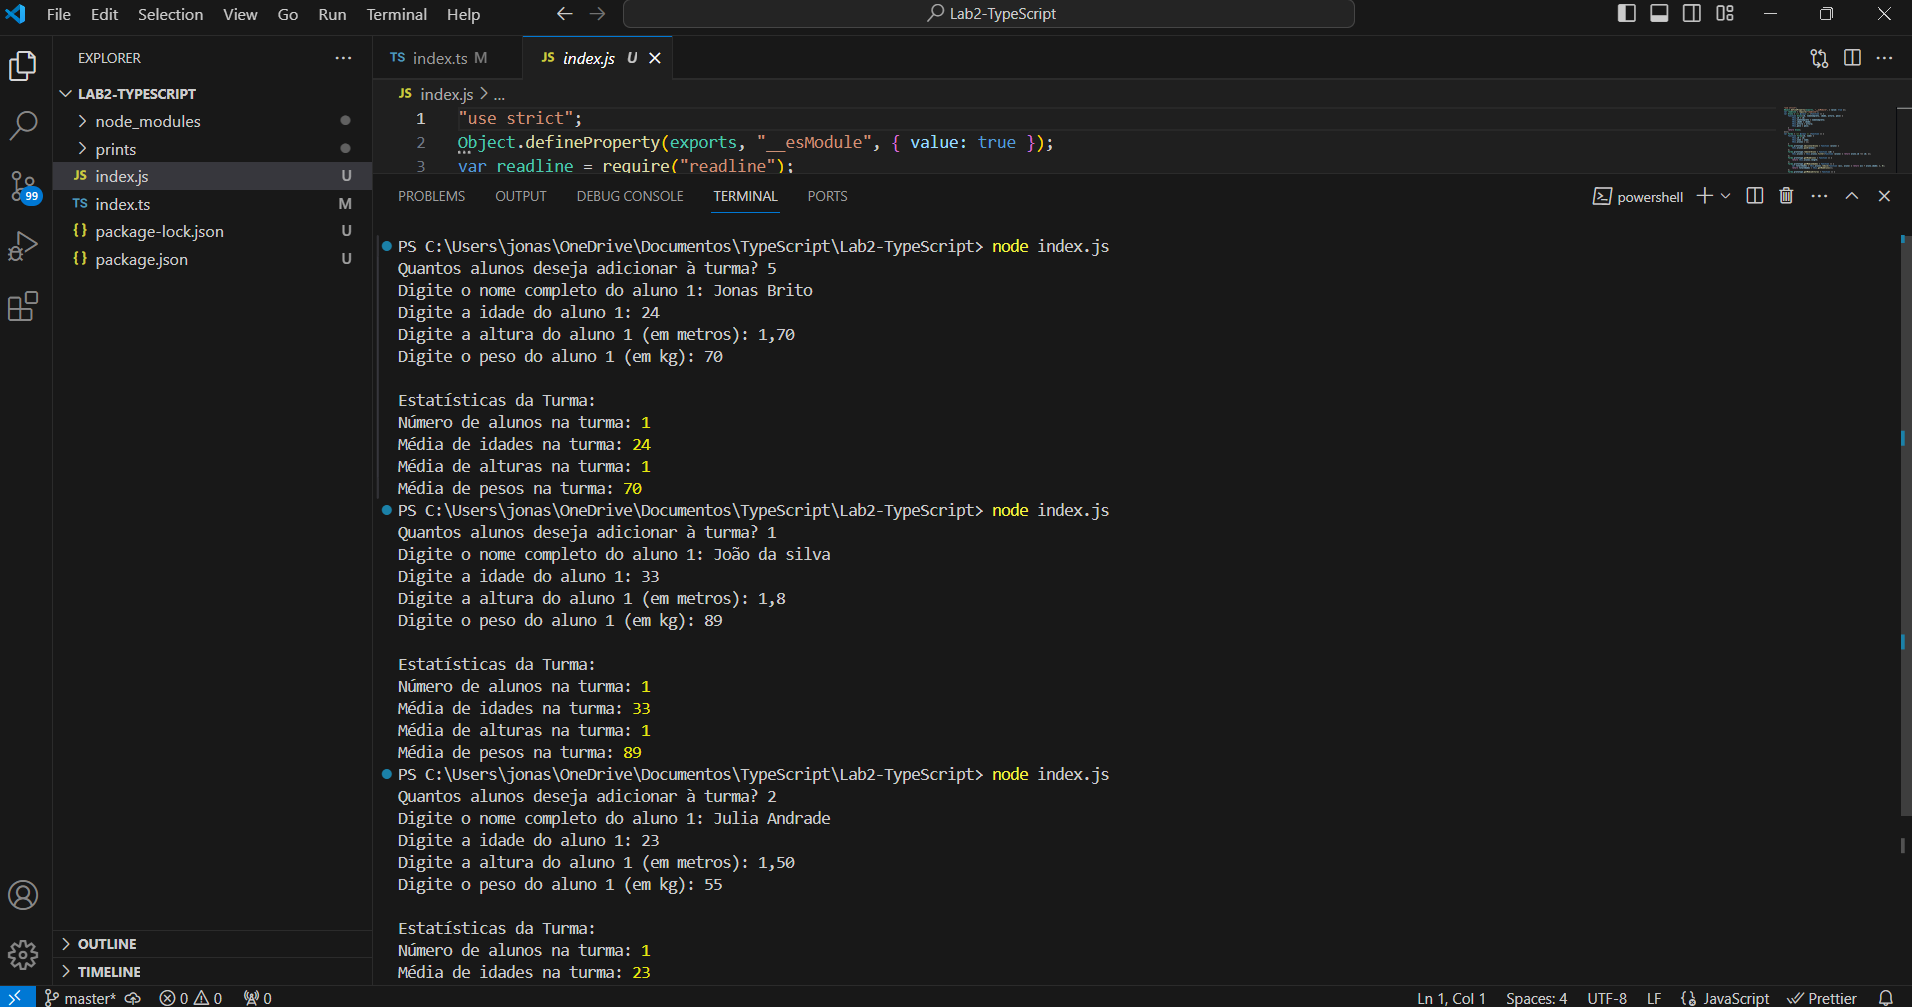 File Edit Selection View Go Run Terminal Help
Lab2-TypeScript
EXPLORER
LAB2-TYPESCRIPT
node_modules
prints
JS index.js U
TS index.ts M
{} package-lock.json U
{} package.json U
99
OUTLINE
TIMELINE
TS index.ts M
JS index.js U
JS index.js > ...
1 "use strict";
2 Object.defineProperty(exports, "__esModule", { value: true });
3 var readline = require("readline");
PROBLEMS OUTPUT DEBUG CONSOLE TERMINAL PORTS
powershell
PS C:\Users\jonas\OneDrive\Documentos\TypeScript\Lab2-TypeScript> node index.js
Quantos alunos deseja adicionar à turma? 5
Digite o nome completo do aluno 1: Jonas Brito
Digite a idade do aluno 1: 24
Digite a altura do aluno 1 (em metros): 1,70
Digite o peso do aluno 1 (em kg): 70
Estatísticas da Turma:
Número de alunos na turma: 1
Média de idades na turma: 24
Média de alturas na turma: 1
Média de pesos na turma: 70
PS C:\Users\jonas\OneDrive\Documentos\TypeScript\Lab2-TypeScript> node index.js
Quantos alunos deseja adicionar à turma? 1
Digite o nome completo do aluno 1: João da silva
Digite a idade do aluno 1: 33
Digite a altura do aluno 1 (em metros): 1,8
Digite o peso do aluno 1 (em kg): 89
Estatísticas da Turma:
Número de alunos na turma: 1
Média de idades na turma: 33
Média de alturas na turma: 1
Média de pesos na turma: 89
PS C:\Users\jonas\OneDrive\Documentos\TypeScript\Lab2-TypeScript> node index.js
Quantos alunos deseja adicionar à turma? 2
Digite o nome completo do aluno 1: Julia Andrade
Digite a idade do aluno 1: 23
Digite a altura do aluno 1 (em metros): 1,50
Digite o peso do aluno 1 (em kg): 55
Estatísticas da Turma:
Número de alunos na turma: 1
Média de idades na turma: 23
master* 0 0 0
Ln 1, Col 1 Spaces: 4 UTF-8 LF {} JavaScript Prettier